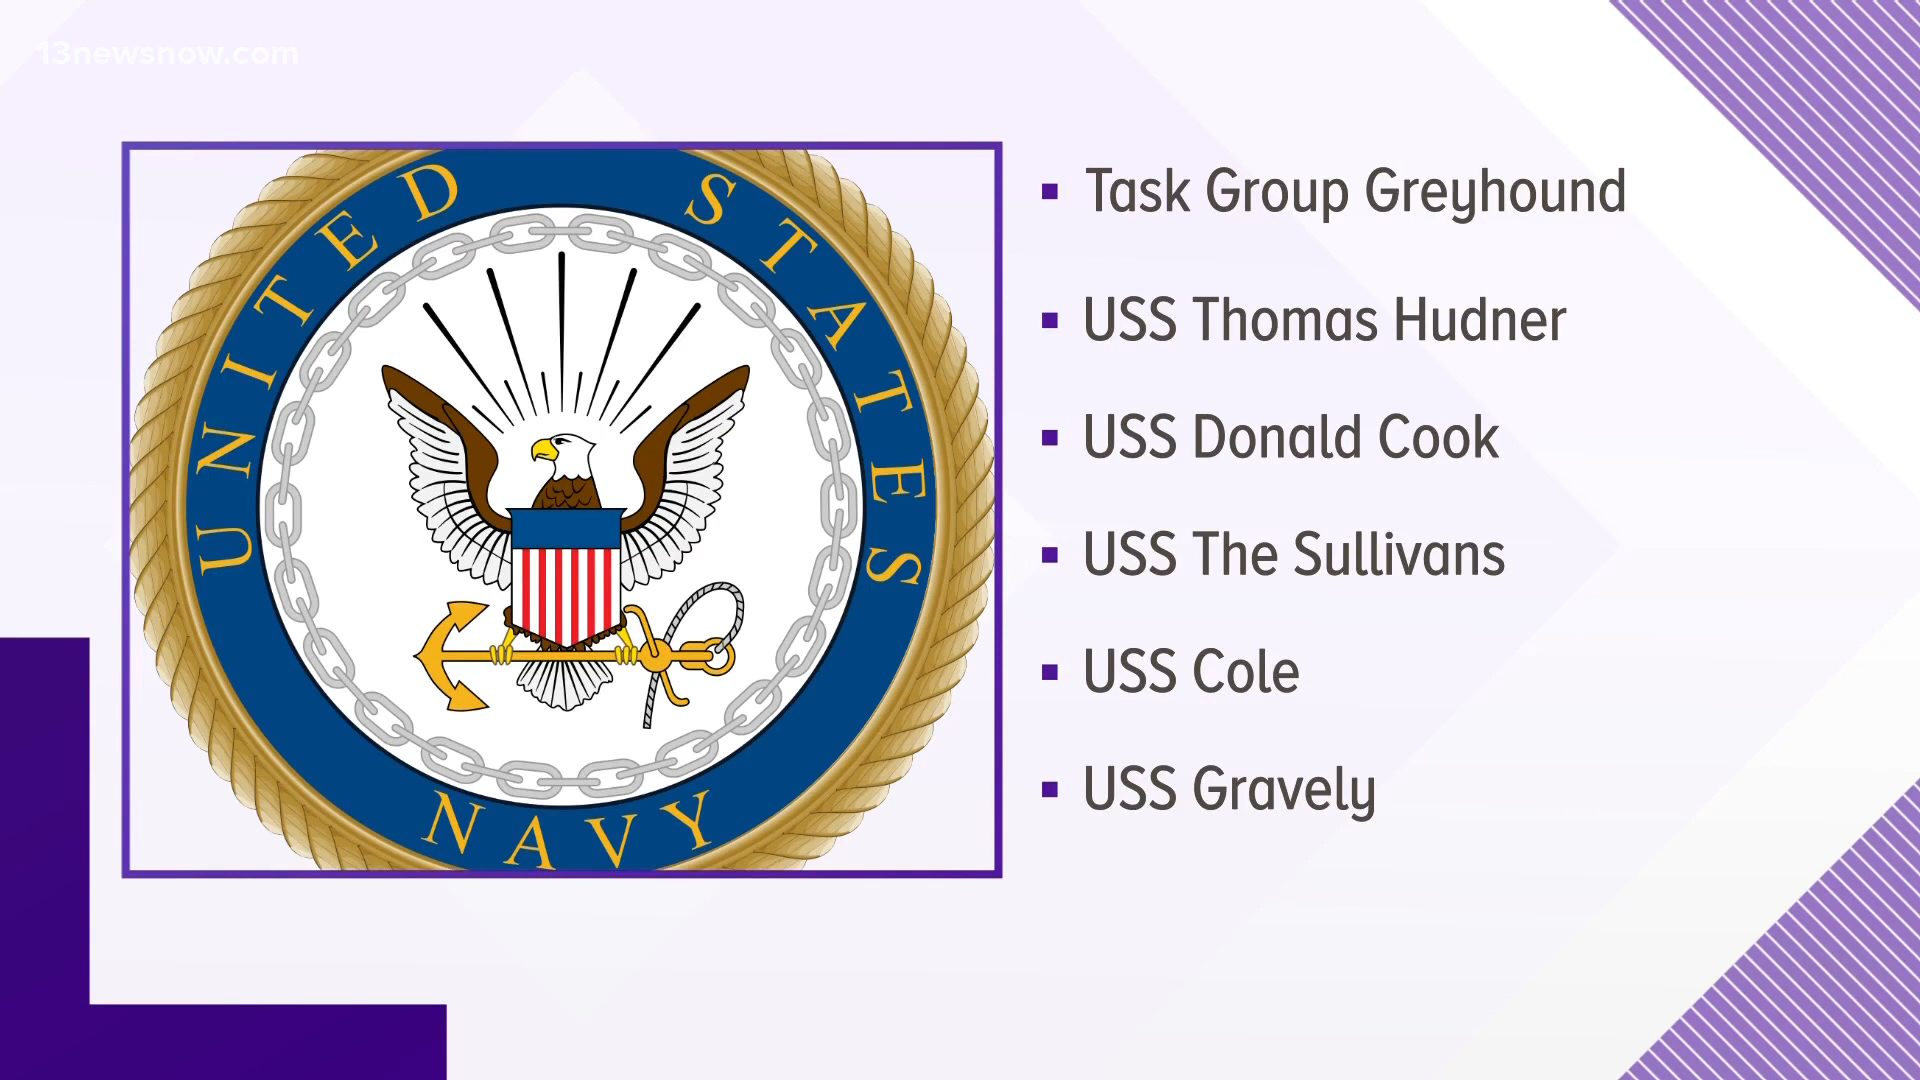 13newsnow.com
UNITED STATES
NAVY
Task Group Greyhound
USS Thomas Hudner
USS Donald Cook
USS The Sullivans
USS Cole
USS Gravely